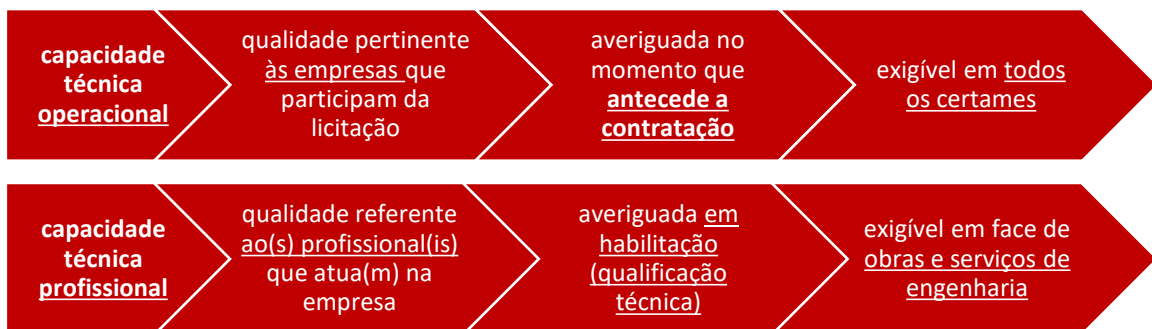 capacidade
técnica
operacional
qualidade pertinente
às empresas que
participam da
licitação
averiguada no
momento que
antecede a
contratação
exigível em todos
os certames
capacidade
técnica
profissional
qualidade referente
ao(s) profissional(is)
que atua(m) na
empresa
averiguada em
habilitação
(qualificação
técnica)
exigível em face de
obras e serviços de
engenharia